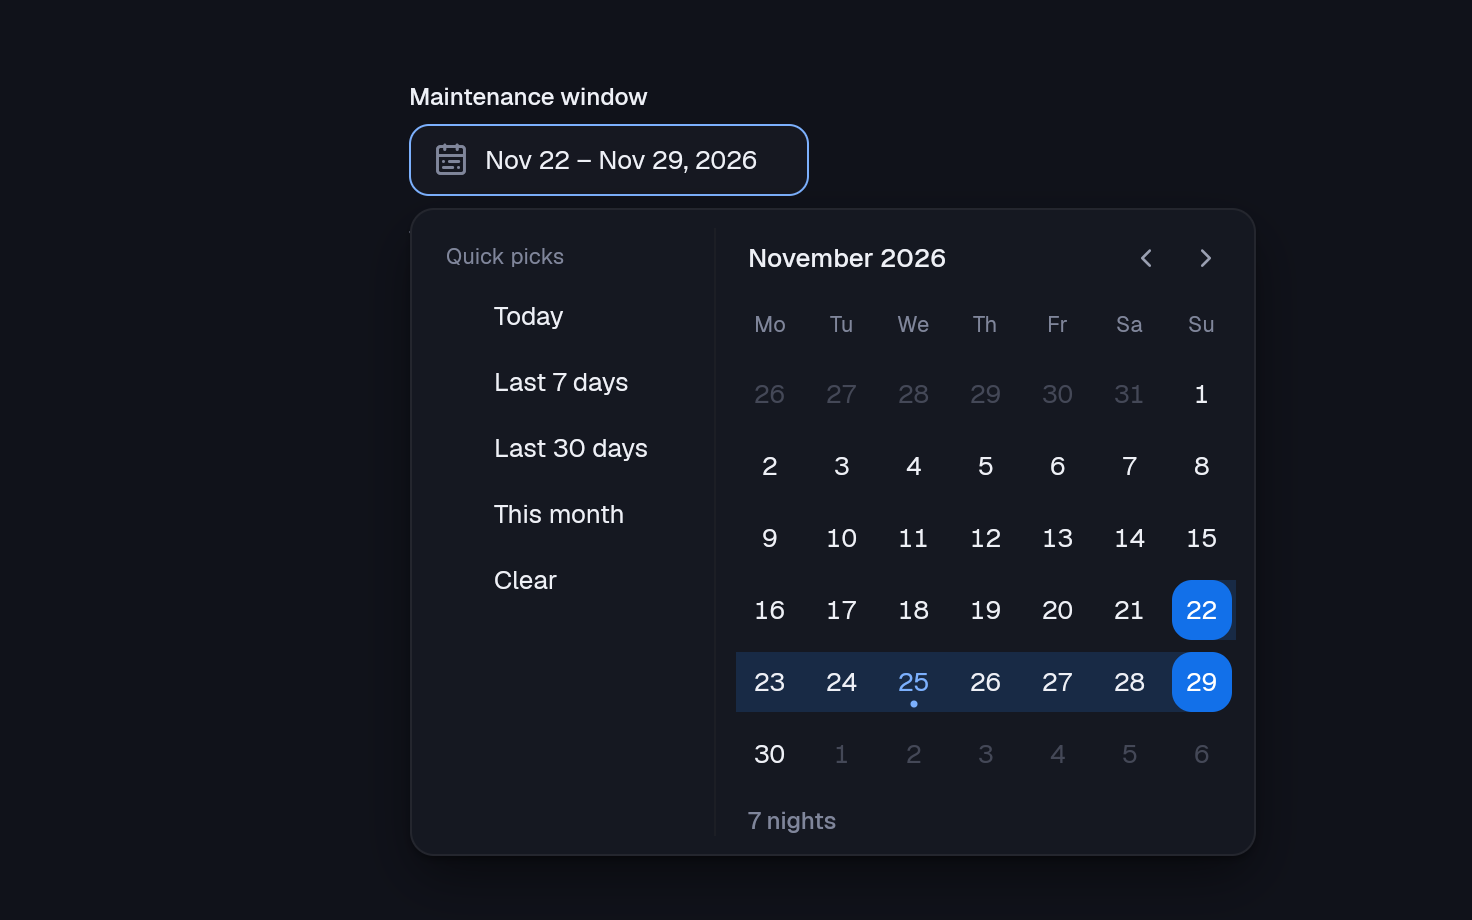 Maintenance window
Nov 22 – Nov 29, 2026
Quick picks
Today
Last 7 days
Last 30 days
This month
Clear
November 2026
Mo Tu We Th Fr Sa Su
26 27 28 29 30 31 1
2 3 4 5 6 7 8
9 10 11 12 13 14 15
16 17 18 19 20 21 22
23 24 25 26 27 28 29
30 1 2 3 4 5 6
7 nights